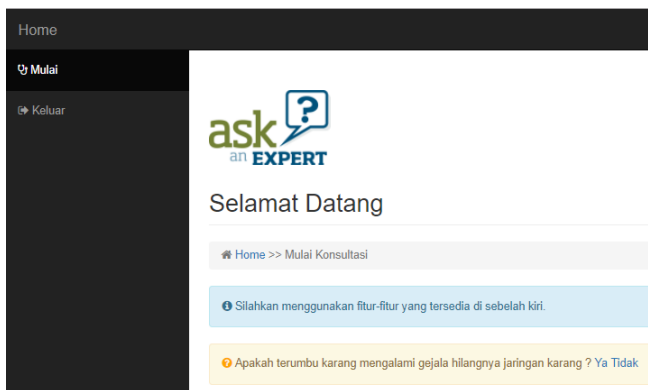 Home
Mulai
Keluar
?
ask
an EXPERT
Selamat Datang
Home >> Mulai Konsultasi
Silahkan menggunakan fitur-fitur yang tersedia di sebelah kiri.
Apakah terumbu karang mengalami gejala hilangnya jaringan karang ? Ya Tidak